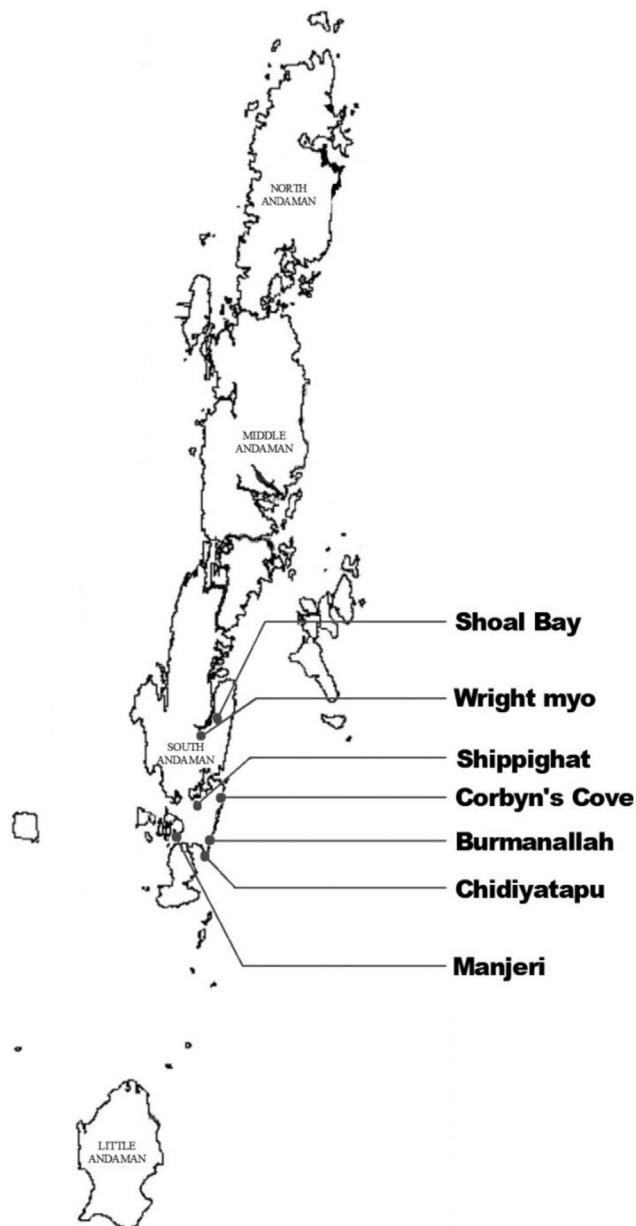 NORTH
ANDAMAN
MIDDLE
ANDAMAN
Shoal Bay
Wright myo
SOUTH
ANDAMAN
Shippighat
Corbyn's Cove
Burmanallah
Chidiyatapu
Manjeri
LITTLE
ANDAMAN